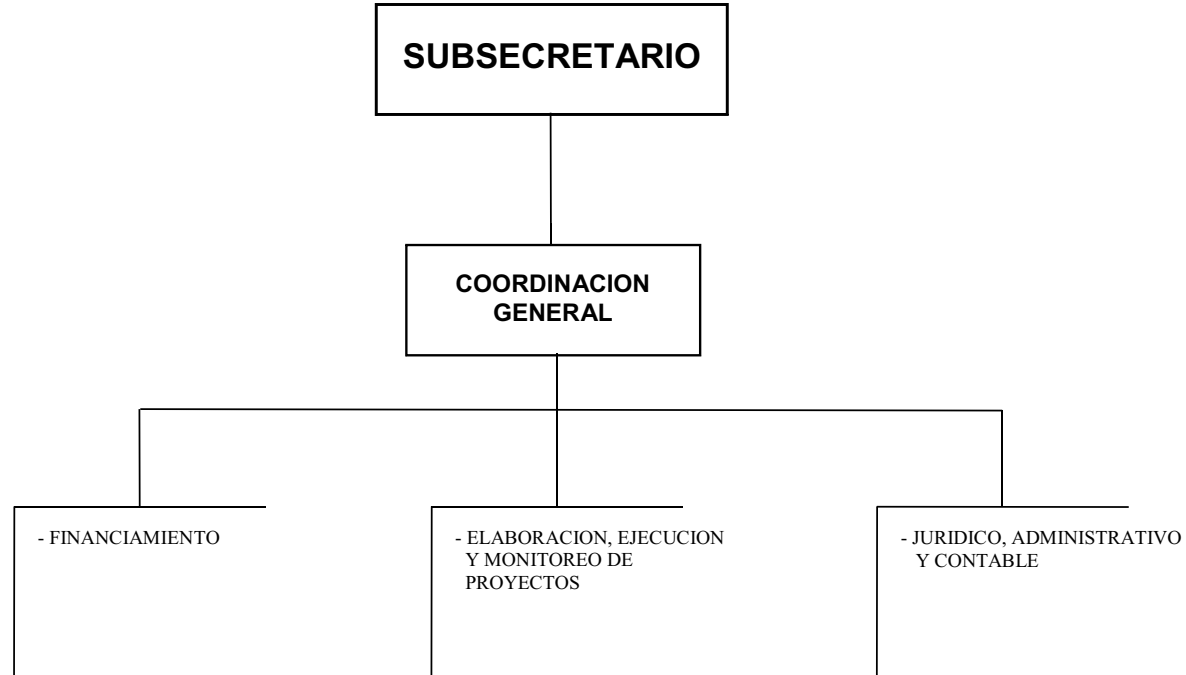 SUBSECRETARIO
COORDINACION
GENERAL
- FINANCIAMIENTO
- ELABORACION, EJECUCION
Y MONITOREO DE
PROYECTOS
- JURIDICO, ADMINISTRATIVO
Y CONTABLE